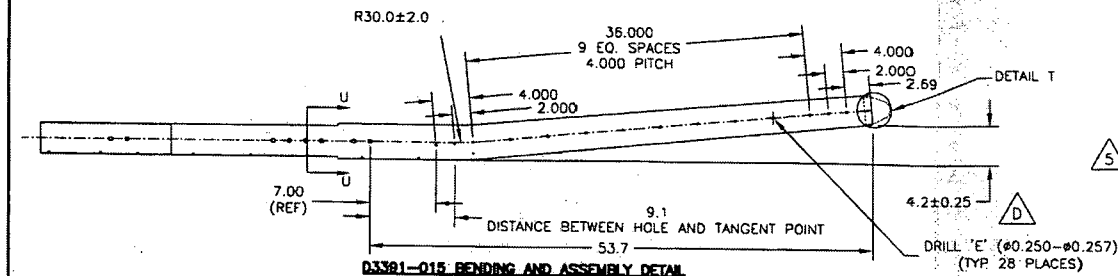 R30.0±2.0
36.000
9 EQ. SPACES
4.000 PITCH
4.000
2.000
2.69
DETAIL T
U
4.000
2.000
U
7.00
(REF)
9.1
DISTANCE BETWEEN HOLE AND TANGENT POINT
53.7
4.2±0.25
5
D
DRILL 'E' (ø0.250-ø0.257)
(TYP 28 PLACES)
D3391-015 BENDING AND ASSEMBLY DETAIL